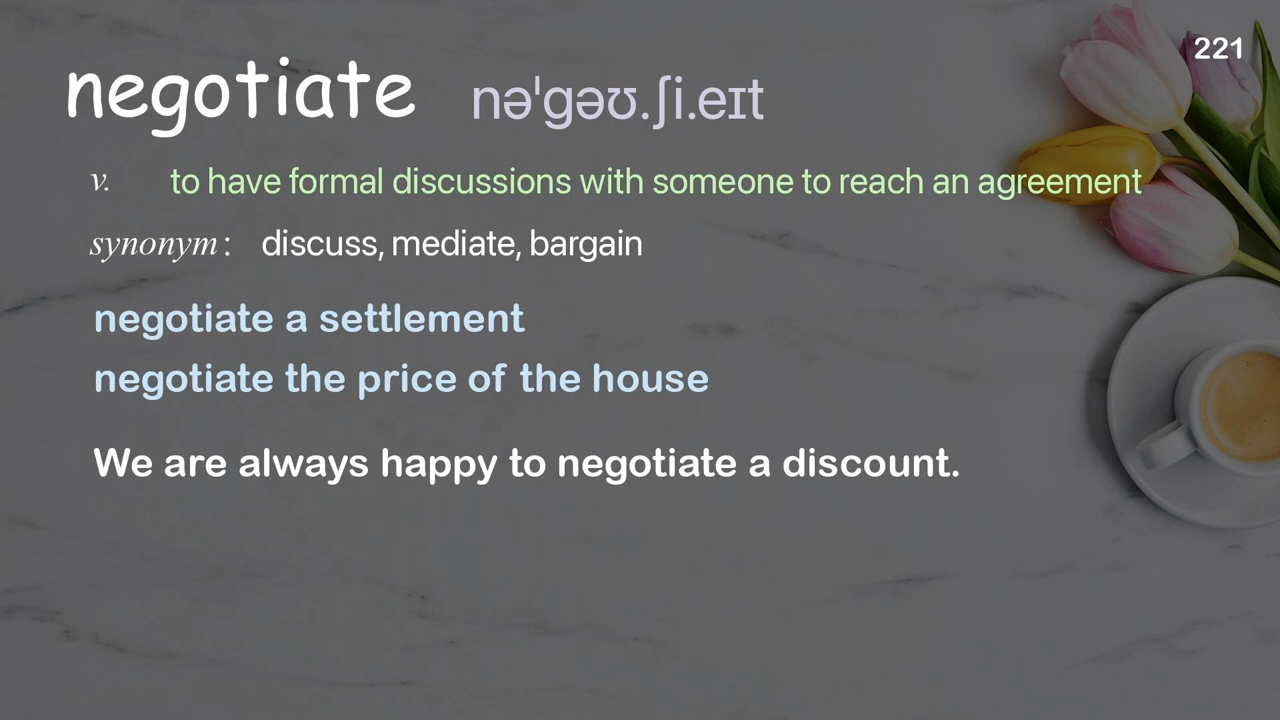 221
negotiate nəˈɡəʊ.ʃi.eɪt
v. to have formal discussions with someone to reach an agreement
synonym: discuss, mediate, bargain
negotiate a settlement
negotiate the price of the house
We are always happy to negotiate a discount.